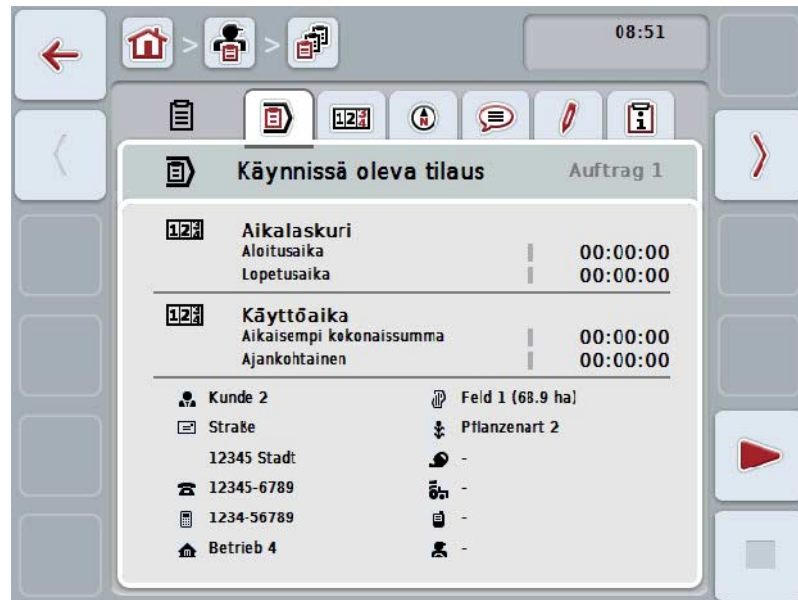 08:51
Käynnissä oleva tilaus Auftrag 1
Aikalaskuri
Aloitusaika 00:00:00
Lopetusaika 00:00:00
Käyttöaika
Aikaisempi kokonaissumma 00:00:00
Ajankohtainen 00:00:00
Kunde 2 Feld 1 (68.9 ha)
Straße Pflanzenart 2
12345 Stadt -
12345-6789 -
1234-56789 -
Betrieb 4 -